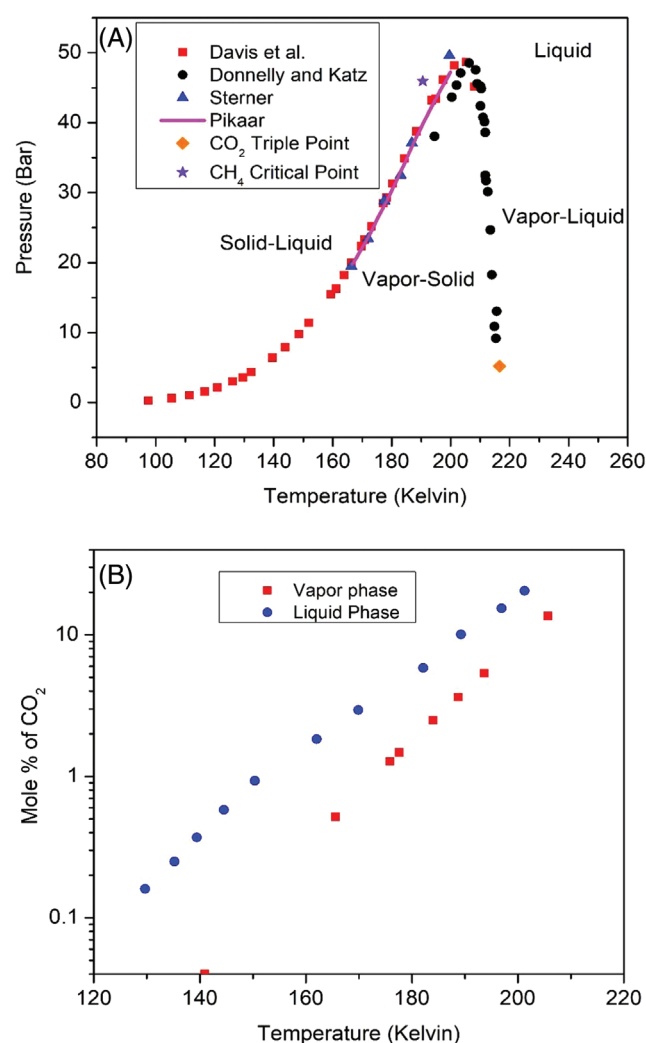 (A)
Davis et al.
Donnelly and Katz
Sterner
Pikaar
CO₂ Triple Point
CH₄ Critical Point
Liquid
Solid-Liquid
Vapor-Solid
Vapor-Liquid
Pressure (Bar)
50
40
30
20
10
0
80 100 120 140 160 180 200 220 240 260
Temperature (Kelvin)
(B)
Vapor phase
Liquid Phase
Mole % of CO₂
10
1
0.1
120 140 160 180 200 220
Temperature (Kelvin)